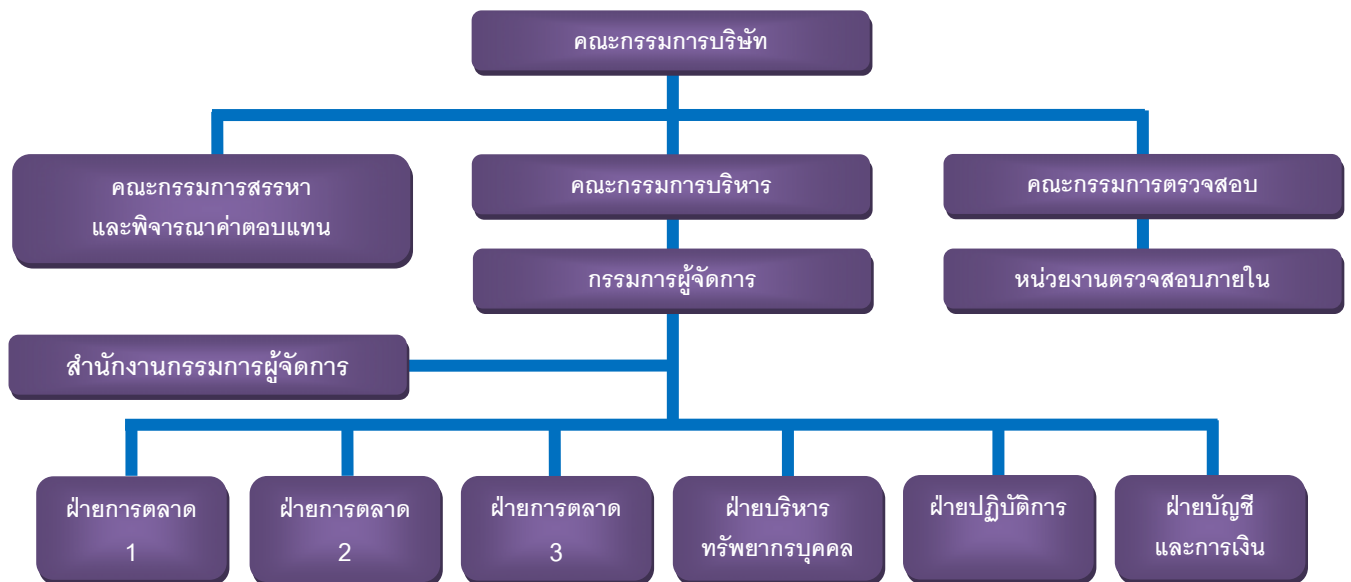 คณะกรรมการบริษัท
คณะกรรมการสรรหา
และพิจารณาค่าตอบแทน
คณะกรรมการบริหาร
คณะกรรมการตรวจสอบ
กรรมการผู้จัดการ
หน่วยงานตรวจสอบภายใน
สำนักงานกรรมการผู้จัดการ
ฝ่ายการตลาด
1
ฝ่ายการตลาด
2
ฝ่ายการตลาด
3
ฝ่ายบริหาร
ทรัพยากรบุคคล
ฝ่ายปฏิบัติการ
ฝ่ายบัญชี
และการเงิน